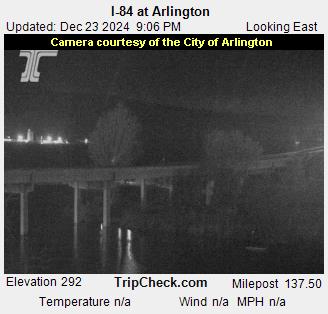 I-84 at Arlington
Updated: Dec 23 2024 9:06 PM Looking East
Camera courtesy of the City of Arlington
Elevation 292 TripCheck.com Milepost 137.50
Temperature n/a Wind n/a MPH n/a